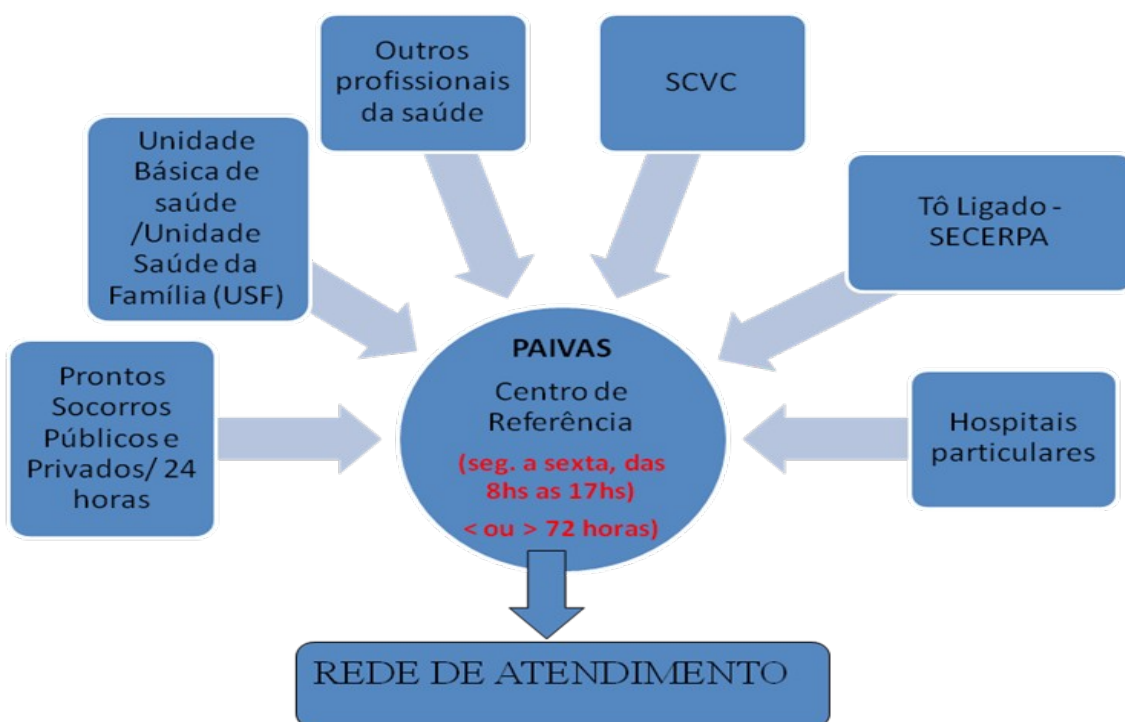 Outros
profissionais
da saúde
SCVC
Unidade
Básica de
saúde
/Unidade
Saúde da
Família (USF)
Tô Ligado -
SECERPA
Prontos
Socorros
Públicos e
Privados/ 24
horas
PAIVAS
Centro de
Referência
(seg. a sexta, das
8hs as 17hs)
< ou > 72 horas)
Hospitais
particulares
REDE DE ATENDIMENTO